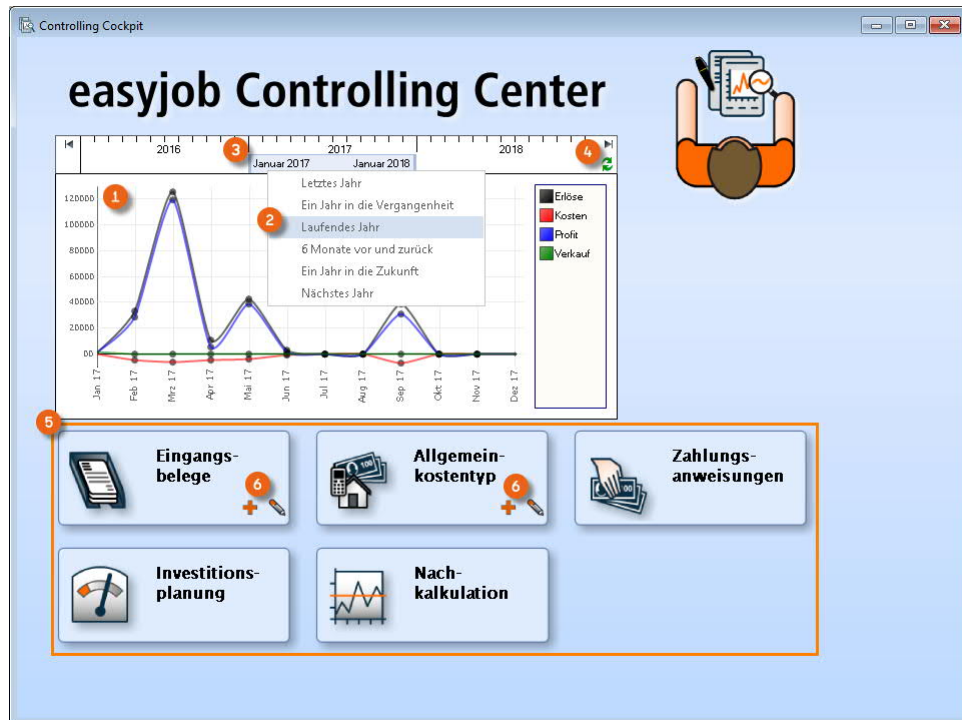 Controlling Cockpit
easyjob Controlling Center
2016
2017
2018
3
4
Januar 2017
Januar 2018
1
2
Letztes Jahr
Ein Jahr in die Vergangenheit
Laufendes Jahr
6 Monate vor und zurück
Ein Jahr in die Zukunft
Nächstes Jahr
Erlöse
Kosten
Profit
Verkauf
120000
100000
80000
60000
40000
20000
00
Jan 17
Feb 17
Mrz 17
Apr 17
Mai 17
Jun 17
Jul 17
Aug 17
Sep 17
Okt 17
Nov 17
Dez 17
5
Eingangs-
belege
6
Allgemein-
kostentyp
6
Zahlungs-
anweisungen
Investitions-
planung
Nach-
kalkulation